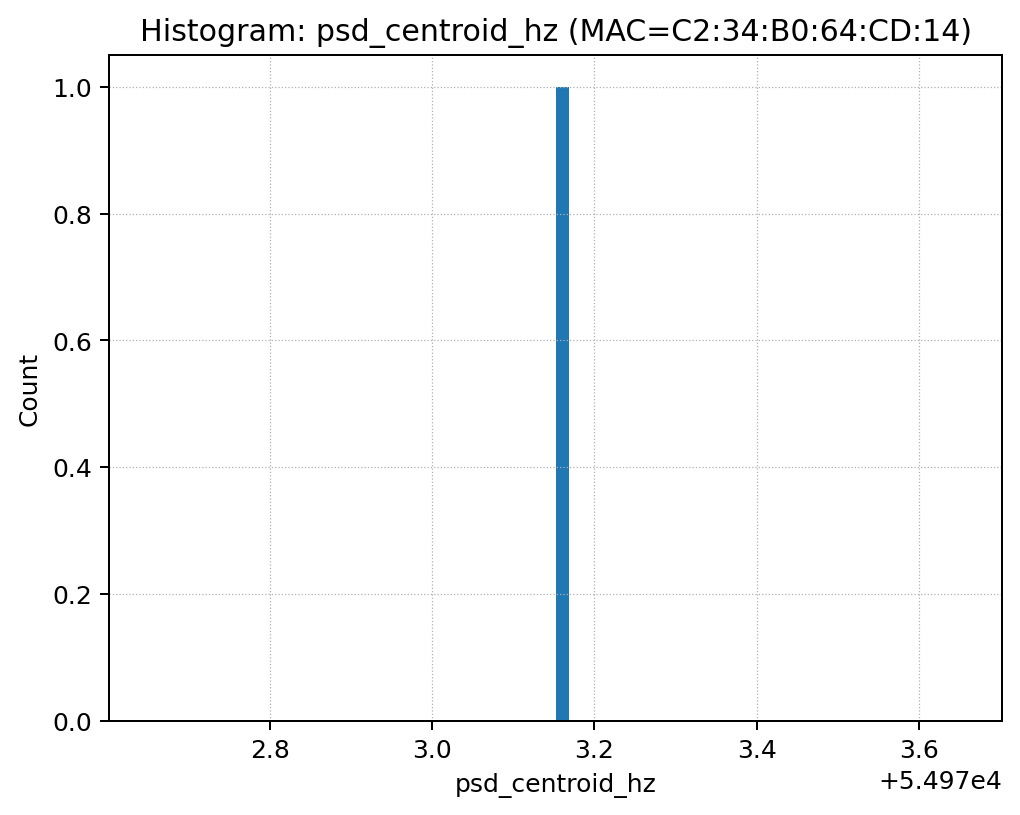 Histogram: psd_centroid_hz (MAC=C2:34:B0:64:CD:14)
1.0
0.8
0.6
0.4
0.2
0.0
Count
2.8 3.0 3.2 3.4 3.6
psd_centroid_hz
+5.497e4